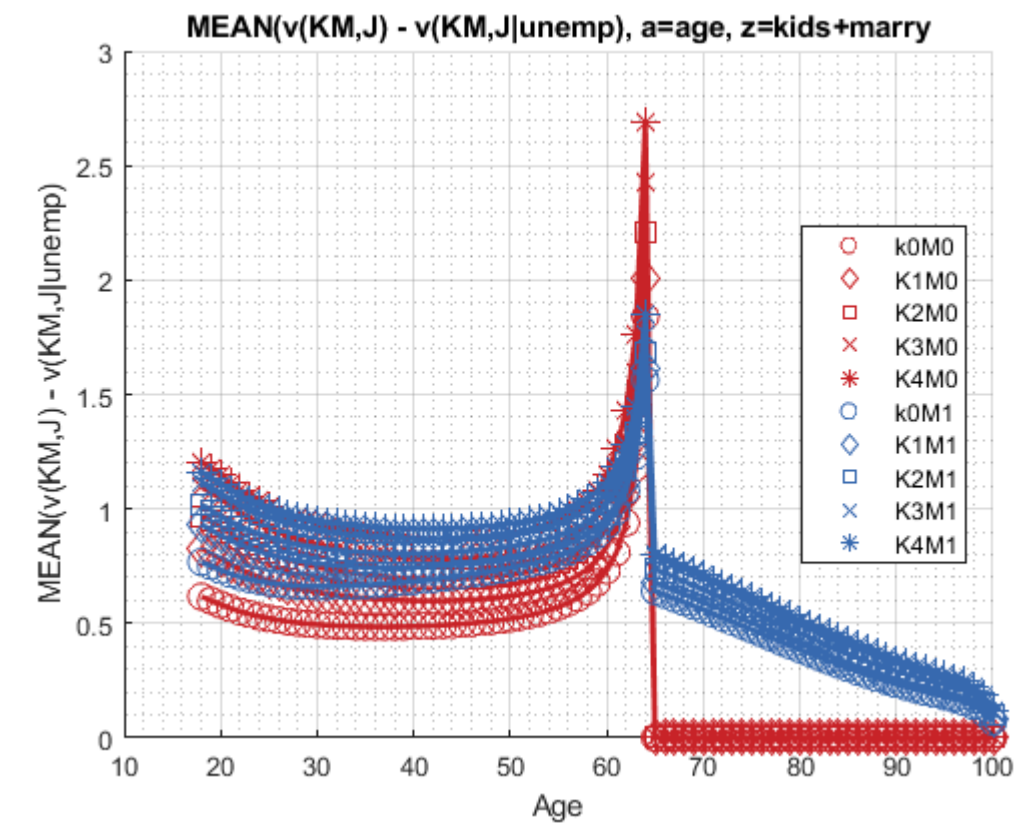 MEAN(v(KM,J) - v(KM,J|unemp), a=age, z=kids+marry
MEAN(v(KM,J) - v(KM,J|unemp)
3
2.5
2
1.5
1
0.5
0
k0M0
K1M0
K2M0
K3M0
K4M0
k0M1
K1M1
K2M1
K3M1
K4M1
10 20 30 40 50 60 70 80 90 100
Age